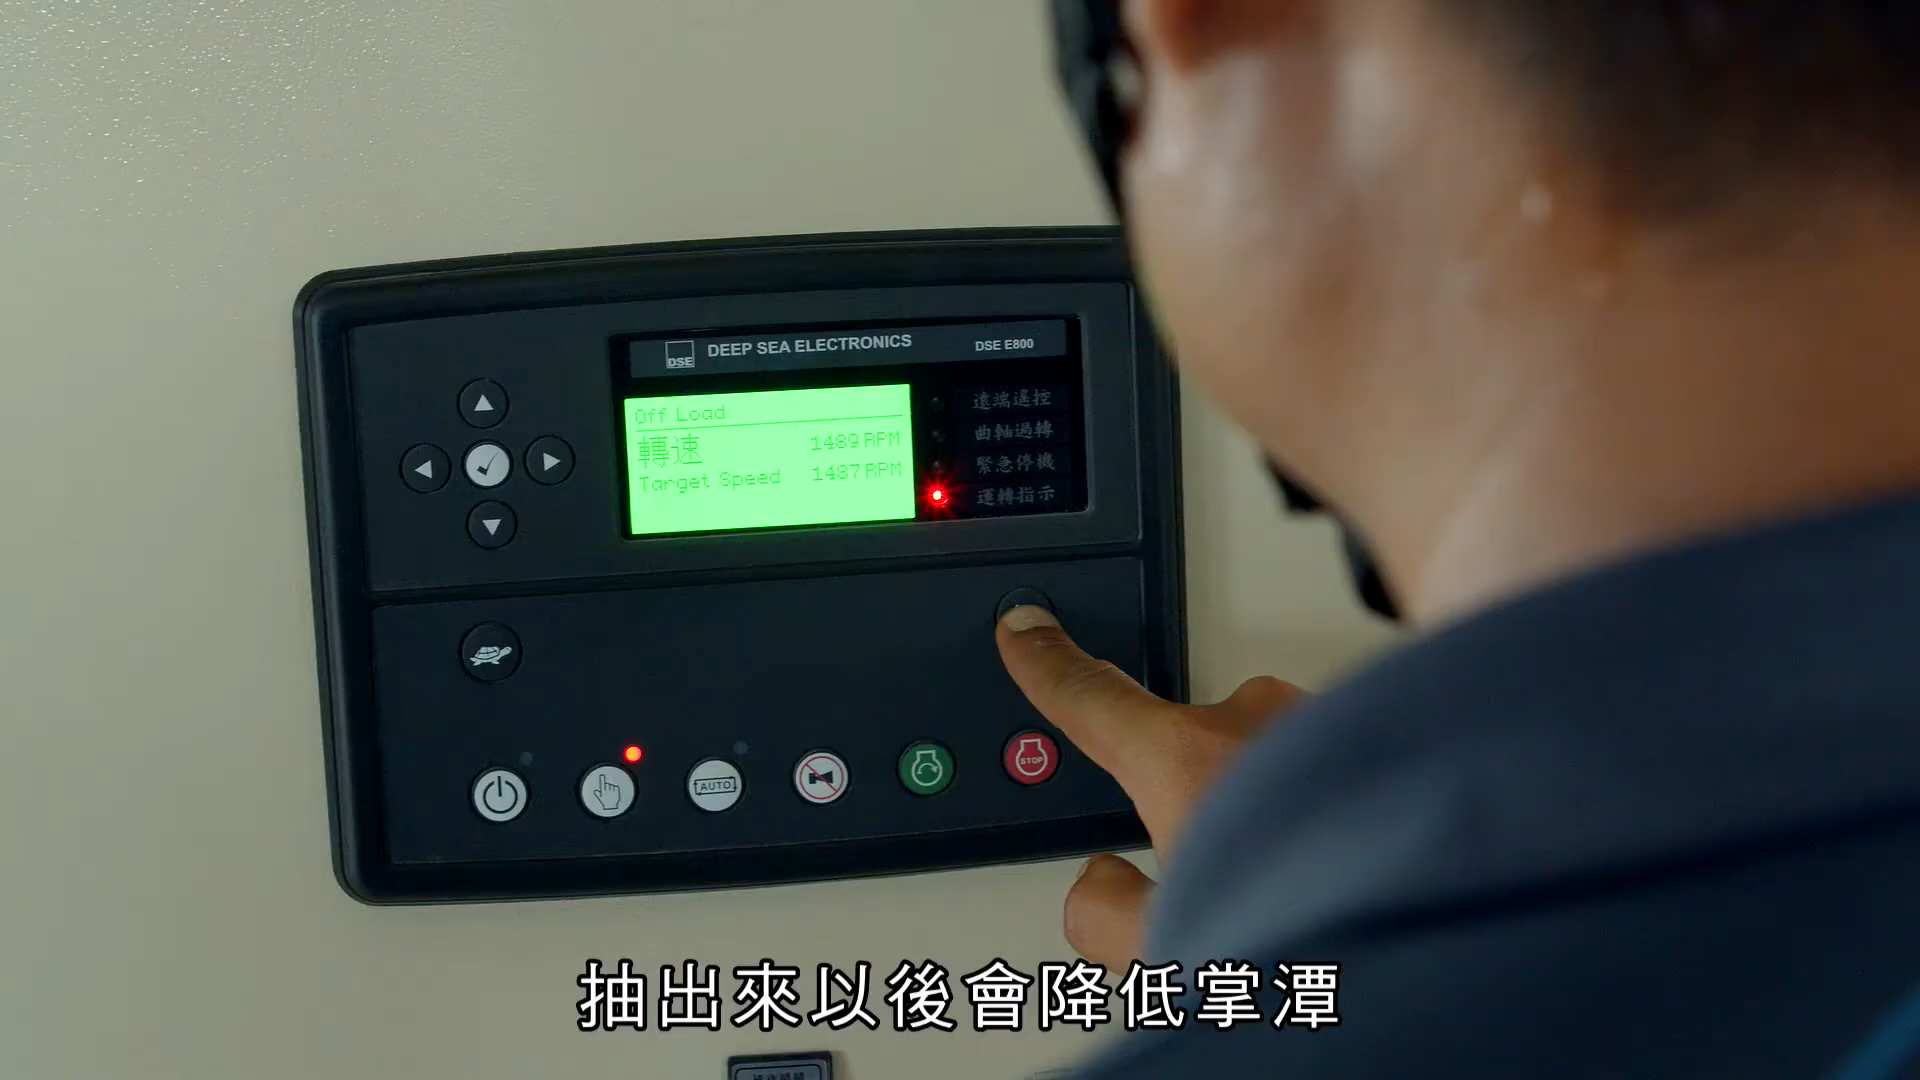 DSE DEEP SEA ELECTRONICS DSE E800
Off Load
轉速 1489 RPM
Target Speed 1487 RPM
遠端遙控
曲軸過轉
緊急停機
運轉指示
AUTO
STOP
抽出來以後會降低掌潭